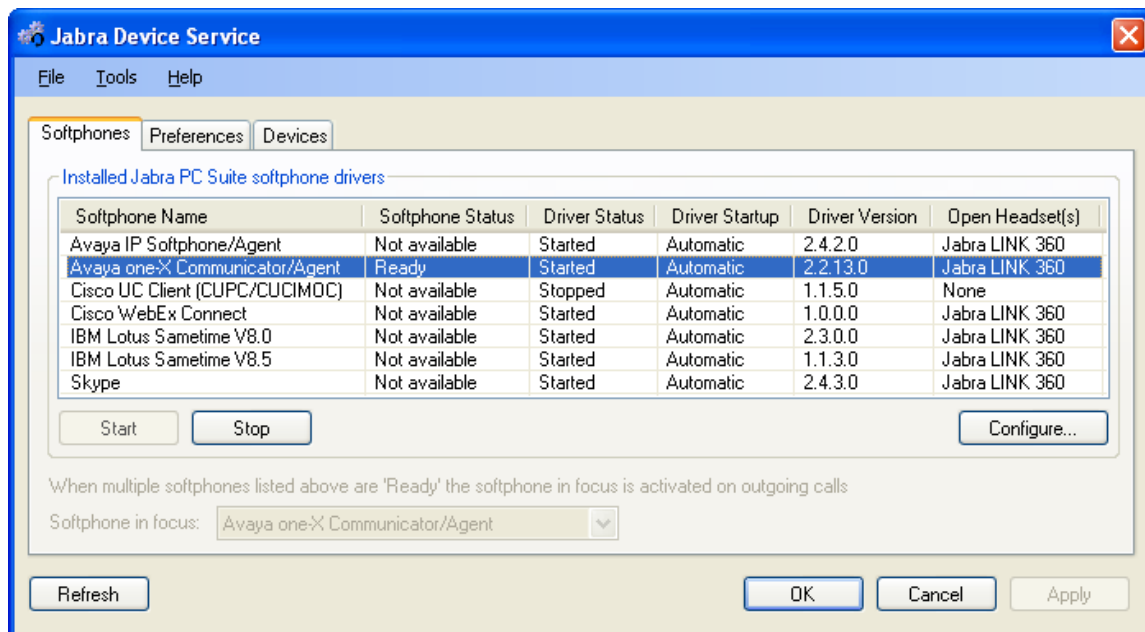 Jabra Device Service
File Tools Help
Softphones Preferences Devices
Installed Jabra PC Suite softphone drivers
Softphone Name Softphone Status Driver Status Driver Startup Driver Version Open Headset(s)
Avaya IP Softphone/Agent Not available Started Automatic 2.4.2.0 Jabra LINK 360
Avaya one-X Communicator/Agent Ready Started Automatic 2.2.13.0 Jabra LINK 360
Cisco UC Client (CUPC/CUCIMOC) Not available Stopped Automatic 1.1.5.0 None
Cisco WebEx Connect Not available Started Automatic 1.0.0.0 Jabra LINK 360
IBM Lotus Sametime V8.0 Not available Started Automatic 2.3.0.0 Jabra LINK 360
IBM Lotus Sametime V8.5 Not available Started Automatic 1.1.3.0 Jabra LINK 360
Skype Not available Started Automatic 2.4.3.0 Jabra LINK 360
Start Stop Configure...
When multiple softphones listed above are 'Ready' the softphone in focus is activated on outgoing calls
Softphone in focus: Avaya one-X Communicator/Agent
Refresh OK Cancel Apply